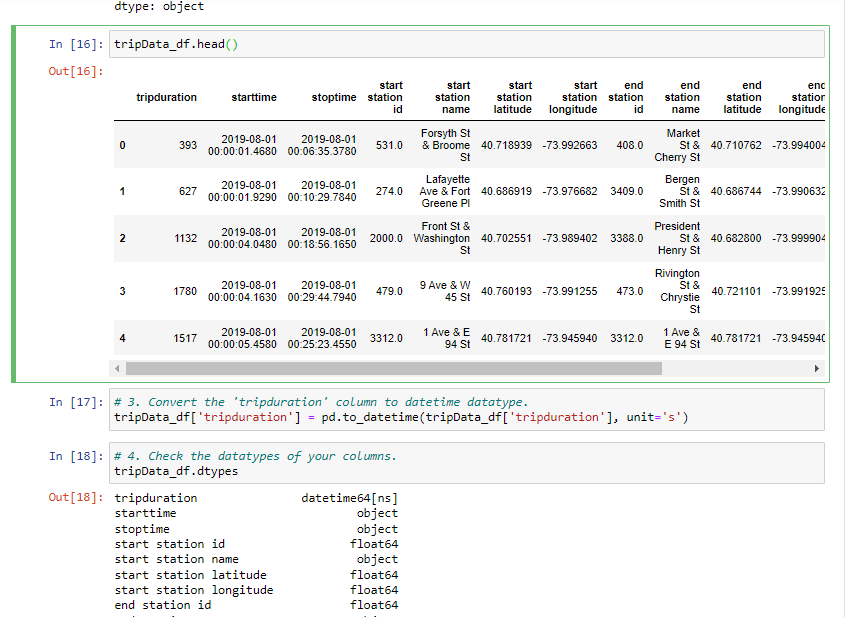 dtype: object
In [16]: tripData_df.head()
Out[16]:
tripduration starttime stoptime start station id start station name start station latitude start station longitude end station id end station name end station latitude end station longitude
0 393 2019-08-01 00:00:01.4680 2019-08-01 00:06:35.3780 531.0 Forsyth St & Broome St 40.718939 -73.992663 408.0 Market St & Cherry St 40.710762 -73.994004
1 627 2019-08-01 00:00:01.9290 2019-08-01 00:10:29.7840 274.0 Lafayette Ave & Fort Greene Pl 40.686919 -73.976682 3409.0 Bergen St & Smith St 40.686744 -73.990632
2 1132 2019-08-01 00:00:04.0480 2019-08-01 00:18:56.1650 2000.0 Front St & Washington St 40.702551 -73.989402 3388.0 President St & Henry St 40.682800 -73.999904
3 1780 2019-08-01 00:00:04.1630 2019-08-01 00:29:44.7940 479.0 9 Ave & W 45 St 40.760193 -73.991255 473.0 Rivington St & Chrystie St 40.721101 -73.991925
4 1517 2019-08-01 00:00:05.4580 2019-08-01 00:25:23.4550 3312.0 1 Ave & E 94 St 40.781721 -73.945940 3312.0 1 Ave & E 94 St 40.781721 -73.945940
In [17]: # 3. Convert the 'tripduration' column to datetime datatype.
tripData_df['tripduration'] = pd.to_datetime(tripData_df['tripduration'], unit='s')
In [18]: # 4. Check the datatypes of your columns.
tripData_df.dtypes
Out[18]: tripduration datetime64[ns]
starttime object
stoptime object
start station id float64
start station name object
start station latitude float64
start station longitude float64
end station id float64